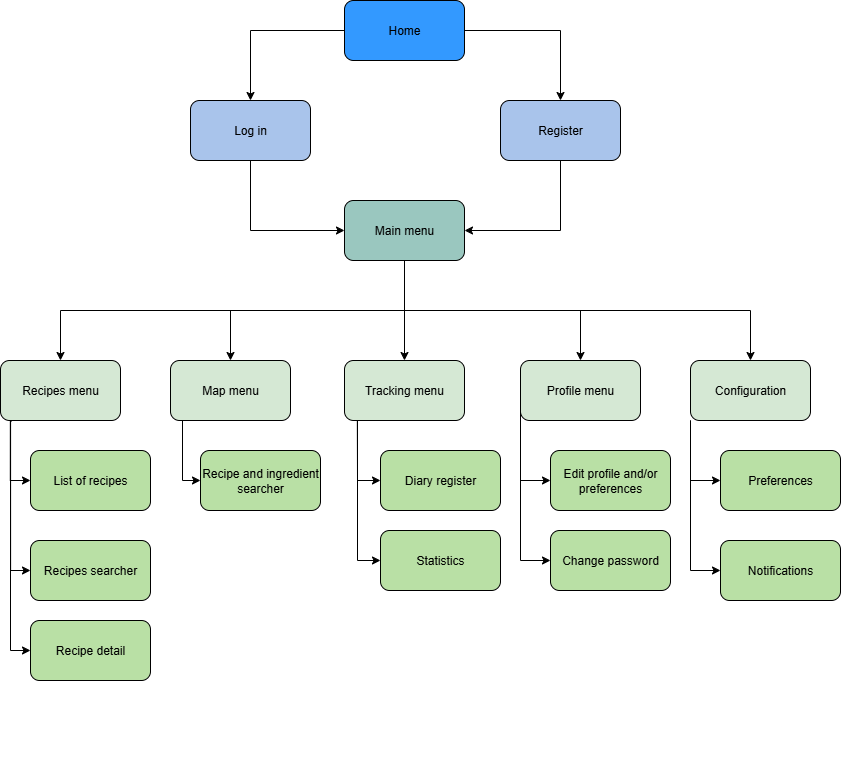 Home
Log in
Register
Main menu
Recipes menu
Map menu
Tracking menu
Profile menu
Configuration
List of recipes
Recipe and ingredient
searcher
Diary register
Edit profile and/or
preferences
Preferences
Recipes searcher
Statistics
Change password
Notifications
Recipe detail